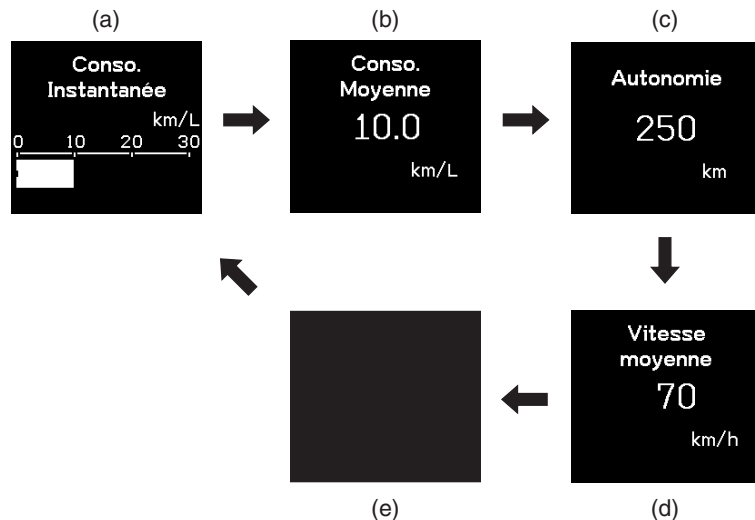 (a)
Conso.
Instantanée
km/L
0 10 20 30
(b)
Conso.
Moyenne
10.0
km/L
(c)
Autonomie
250
km
Vitesse
moyenne
70
km/h
(d)
(e)